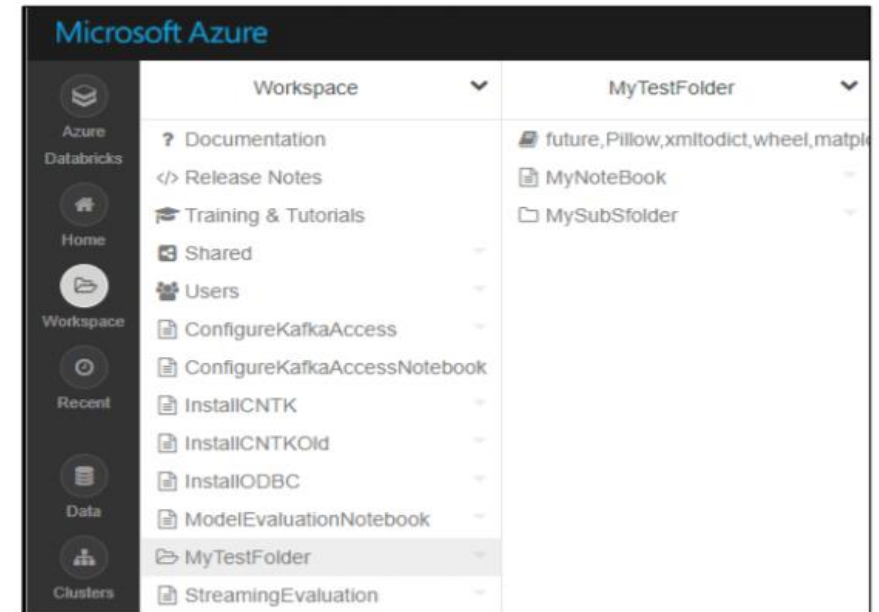 Microsoft Azure
Azure
Databricks
Home
Workspace
Recent
Data
Clusters
Workspace
? Documentation
</> Release Notes
Training & Tutorials
Shared
Users
ConfigureKafkaAccess
ConfigureKafkaAccessNotebook
InstallCNTK
InstallCNTKOld
InstallODBC
ModelEvaluationNotebook
MyTestFolder
StreamingEvaluation
MyTestFolder
future,Pillow,xmltodict,wheel,matplo
MyNoteBook
MySubSfolder